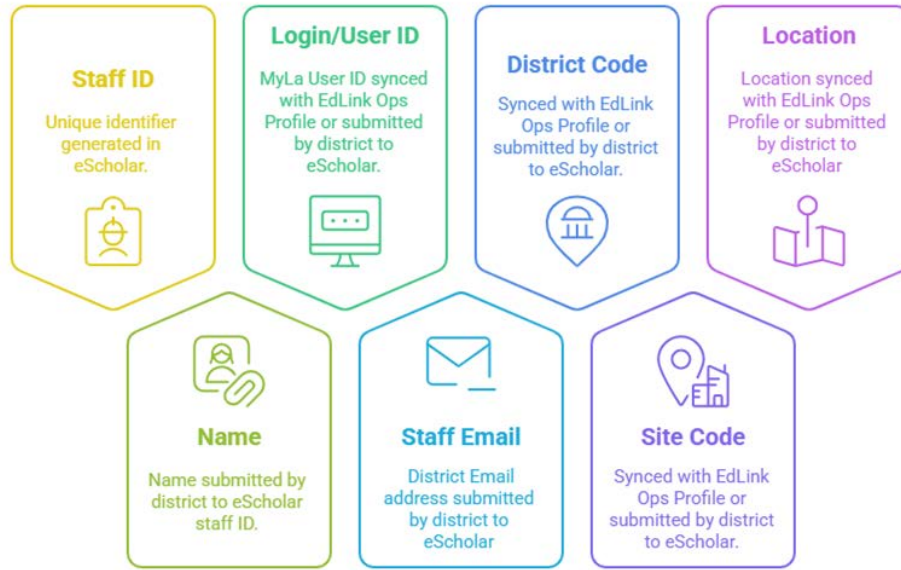 Staff ID
Unique identifier
generated in
eScholar.
Login/User ID
MyLa User ID synced
with EdLink Ops
Profile or submitted
by district to
eScholar.
District Code
Synced with EdLink
Ops Profile or
submitted by district
to eScholar.
Location
Location synced
with EdLink Ops
Profile or submitted
by district to
eScholar
Name
Name submitted by
district to eScholar
staff ID.
Staff Email
District Email
address submitted
by district to
eScholar
Site Code
Synced with EdLink
Ops Profile or
submitted by district
to eScholar.